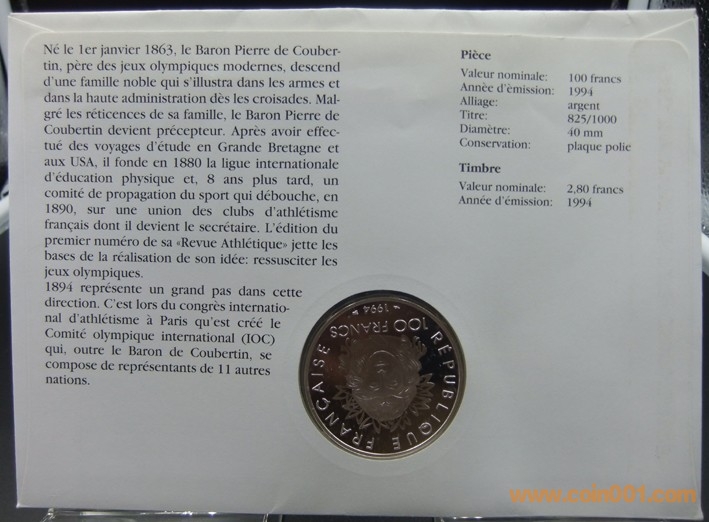 Né le 1er janvier 1863, le Baron Pierre de Couber-
tin, père des jeux olympiques modernes, descend
d'une famille noble qui s'illustra dans les armes et
dans la haute administration dès les croisades. Mal-
gré les réticences de sa famille, le Baron Pierre de
Coubertin devient précepteur. Après avoir effec-
tué des voyages d'étude en Grande Bretagne et
aux USA, il fonde en 1880 la ligue internationale
d'éducation physique et, 8 ans plus tard, un
comité de propagation du sport qui débouche, en
1890, sur une union des clubs d'athlétisme
français dont il devient le secrétaire. L'édition du
premier numéro de sa «Revue Athlétique» jette les
bases de la réalisation de son idée: ressusciter les
jeux olympiques.
1894 représente un grand pas dans cette
direction. C'est lors du congrès internatio-
nal d'athlétisme à Paris qu'est créé le
Comité olympique international (IOC)
qui, outre le Baron de Coubertin, se
compose de représentants de 11 autres
nations.
Pièce
Valeur nominale: 100 francs
Année d'émission: 1994
Alliage: argent
Titre: 825/1000
Diamètre: 40 mm
Conservation: plaque polie
Timbre
Valeur nominale: 2,80 francs
Année d'émission: 1994
RÉPUBLIQUE FRANÇAISE
100 FRANCS
1994
www.coin001.com